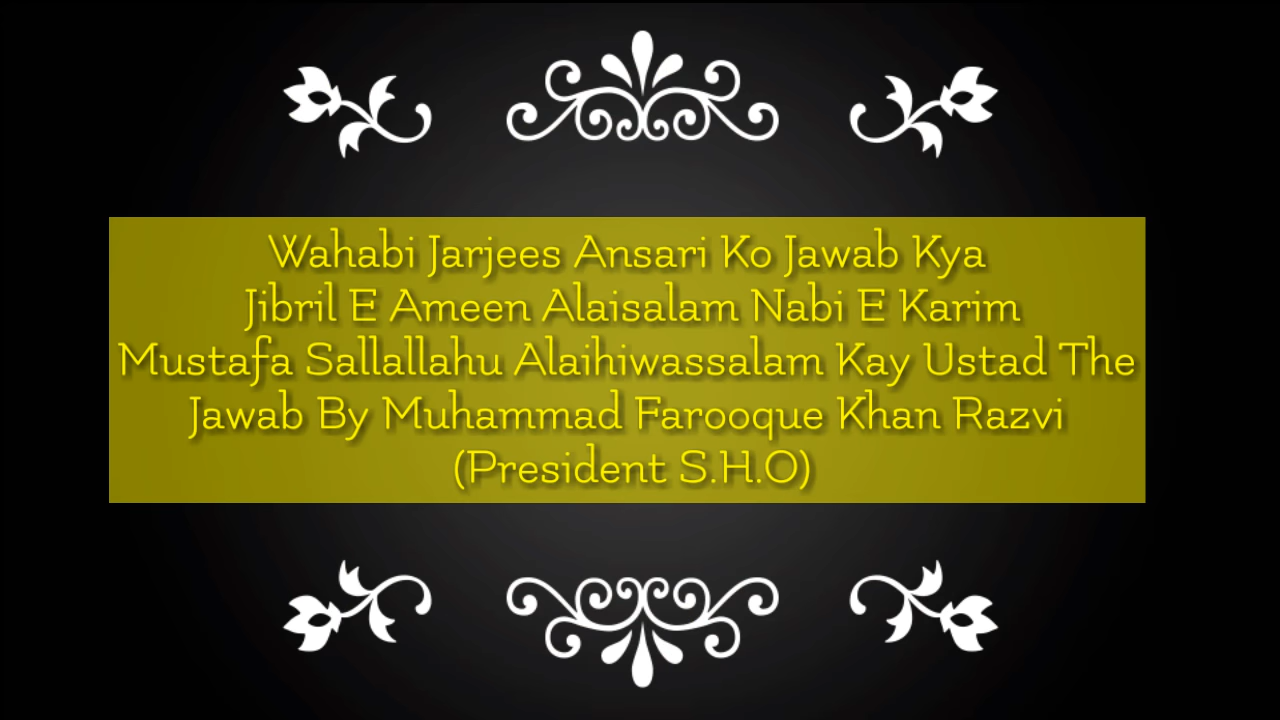 Wahabi Jarjees Ansari Ko Jawab Kya
Jibril E Ameen Alaisalam Nabi E Karim
Mustafa Sallallahu Alaihiwassalam Kay Ustad The
Jawab By Muhammad Farooque Khan Razvi
(President S.H.O)